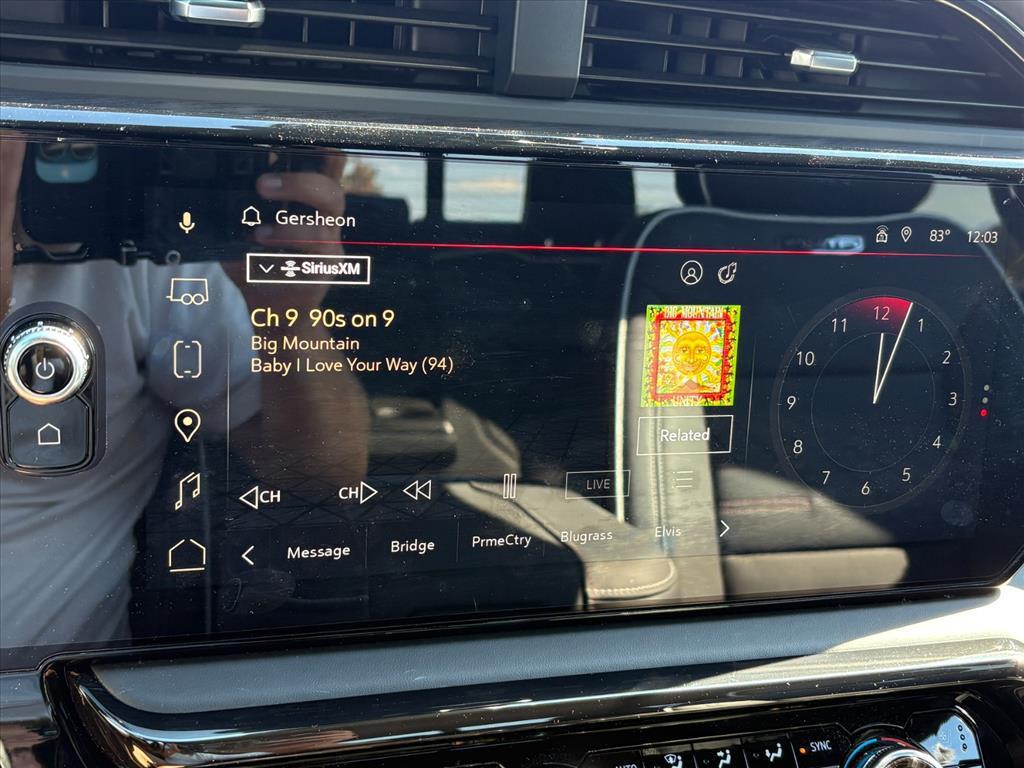 Gersheon
83° 12:03
SiriusXM
Ch 9 90s on 9
Big Mountain
Baby I Love Your Way (94)
BIG MOUNTAIN
UNITY
Related
12
1
2
3
4
5
6
7
8
9
10
11
CH
CH
LIVE
Message
Bridge
PrmeCtry
Blugrass
Elvis
AUTO
SYNC